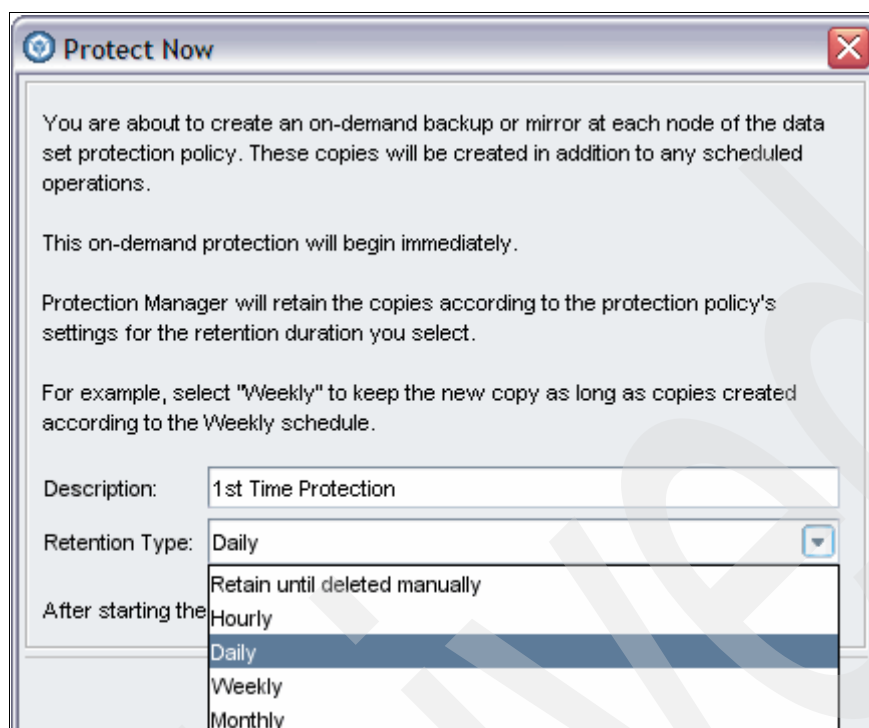 Protect Now
You are about to create an on-demand backup or mirror at each node of the data
set protection policy. These copies will be created in addition to any scheduled
operations.
This on-demand protection will begin immediately.
Protection Manager will retain the copies according to the protection policy's
settings for the retention duration you select.
For example, select "Weekly" to keep the new copy as long as copies created
according to the Weekly schedule.
Description: 1st Time Protection
Retention Type: Daily
Retain until deleted manually
After starting the
Hourly
Daily
Weekly
Monthly